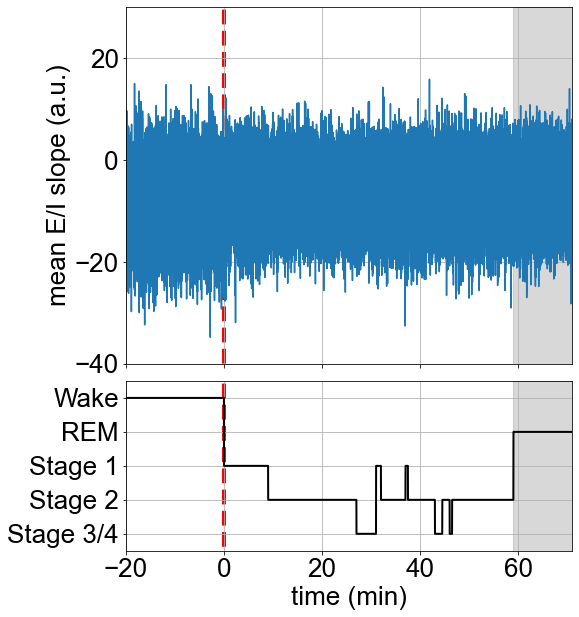 mean E/I slope (a.u.)
20
0
−20
−40
Wake
REM
Stage 1
Stage 2
Stage 3/4
−20 0 20 40 60
time (min)